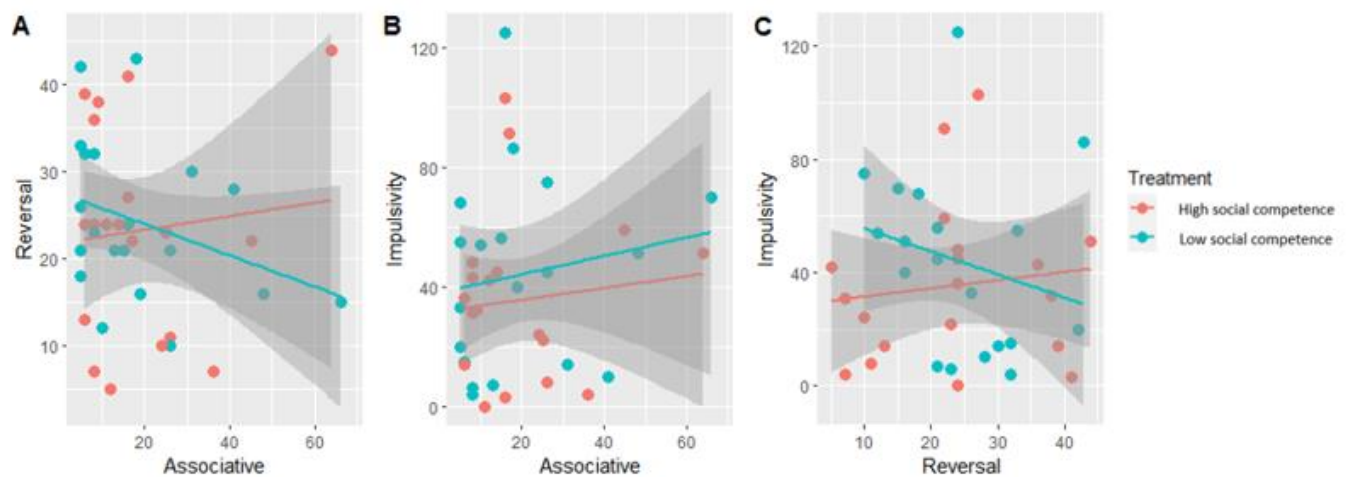 A
Reversal
40
30
20
10
20
40
60
Associative
B
Impulsivity
120
80
40
0
20
40
60
Associative
C
Impulsivity
120
80
40
0
10
20
30
40
Reversal
Treatment
High social competence
Low social competence